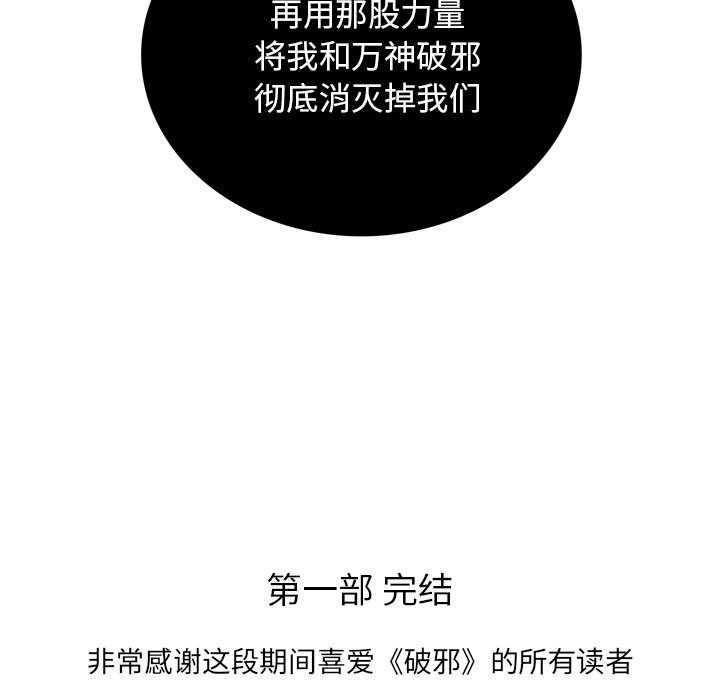 再用那股力量
将我和万神破邪
彻底消灭掉我们
第一部 完结
非常感谢这段期间喜爱《破邪》的所有读者